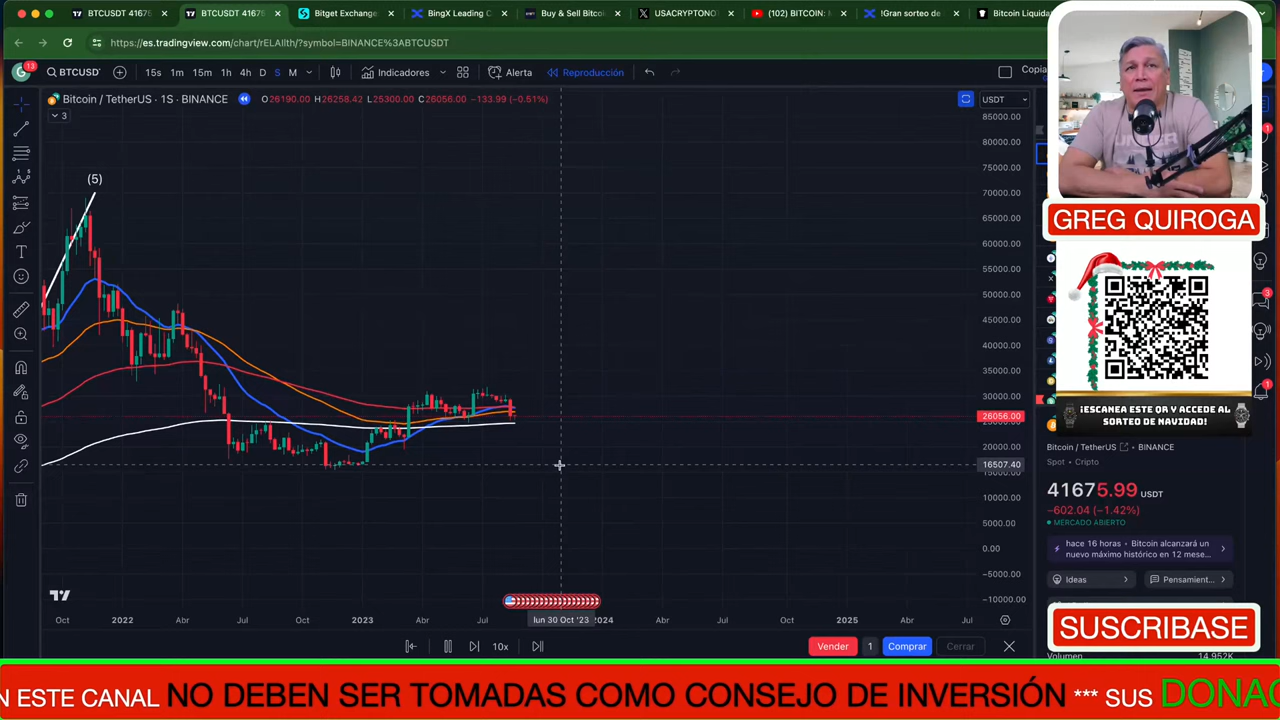 BTCUSDT 4167
BTCUSDT 4167
Bitget Exchange
BingX Leading C
Buy & Sell Bitco
USACRYPTONO
(102) BITCOIN:
!Gran sorteo de
Bitcoin Liquida
https://es.tradingview.com/chart/rELAIlth/?symbol=BINANCE%3ABTCUSDT
13
G
BTCUSD
15s
1m
15m
1h
4h
D
S
M
Indicadores
Alerta
Reproducción
Copia
Bitcoin / TetherUS · 1S · BINANCE
O26190.00 H26258.42 L25300.00 C26056.00 −133.99 (−0.51%)
USDT
3
(5)
85000.00
80000.00
75000.00
70000.00
65000.00
60000.00
55000.00
50000.00
45000.00
40000.00
35000.00
30000.00
26056.00
20000.00
16507.40
10000.00
5000.00
0.00
−5000.00
−10000.00
Oct
2022
Abr
Jul
Oct
2023
Abr
Jul
lun 30 Oct '23
2024
Abr
Jul
Oct
2025
Abr
Jul
10x
Vender
1
Comprar
Cerrar
GREG QUIROGA
¡ESCANEA ESTE QR Y ACCEDE AL
SORTEO DE NAVIDAD!
Bitcoin / TetherUS
BINANCE
Spot • Cripto
41675.99 USDT
−602.04 (−1.42%)
MERCADO ABIERTO
hace 16 horas • Bitcoin alcanzará un
nuevo máximo histórico en 12 mese...
Ideas
Pensamient...
SUSCRIBASE
Volumen
14.952K
N ESTE CANAL NO DEBEN SER TOMADAS COMO CONSEJO DE INVERSIÓN *** SUS DONAC